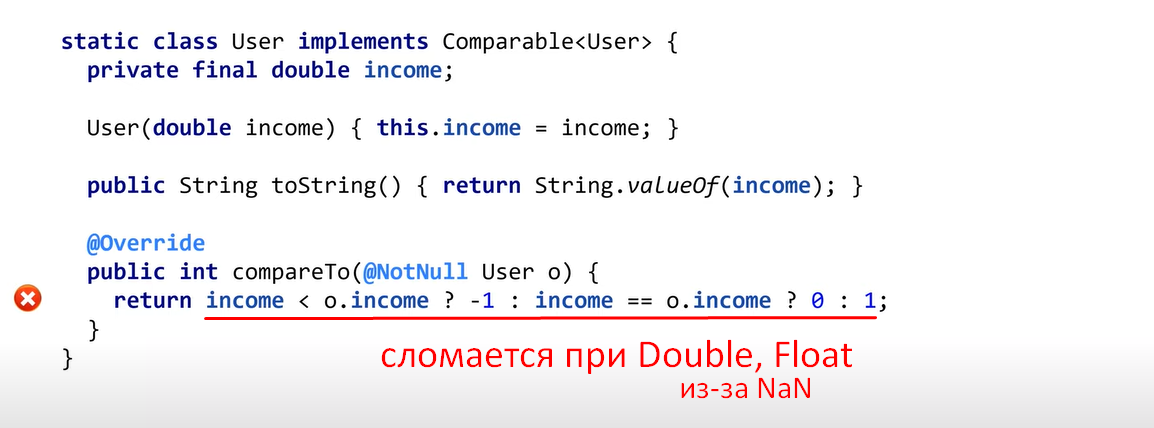 static class User implements Comparable<User> {
private final double income;
User(double income) { this.income = income; }
public String toString() { return String.valueOf(income); }
@Override
public int compareTo(@NotNull User o) {
return income < o.income ? -1 : income == o.income ? 0 : 1;
}
}
сломается при Double, Float
из-за NaN